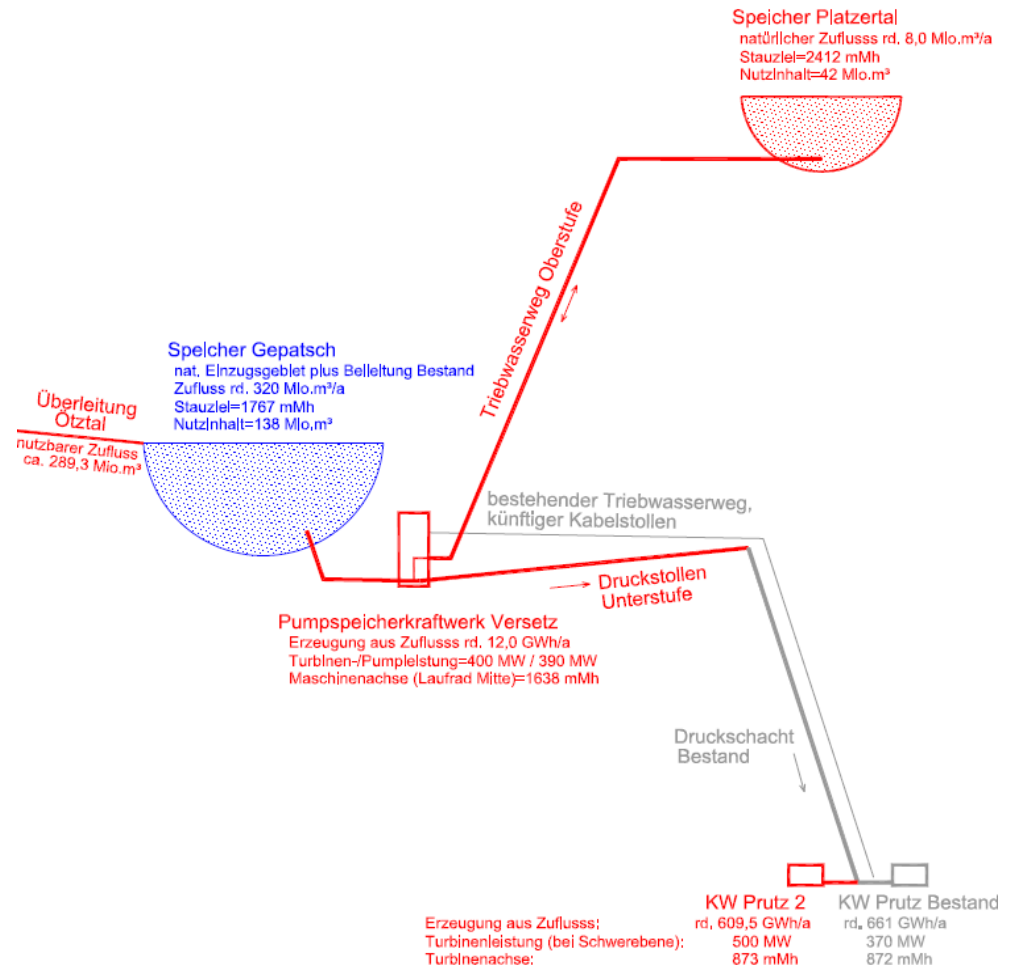 Speicher Platzertal
natürlicher Zuflusss rd. 8,0 Mio.m³/a
Stauziel=2412 mMh
Nutzinhalt=42 Mio.m³
Triebwasserweg Oberstufe
Speicher Gepatsch
nat. Einzugsgebiet plus Beileitung Bestand
Zufluss rd. 320 Mio.m³/a
Stauziel=1767 mMh
Nutzinhalt=138 Mio.m³
Überleitung
Ötztal
nutzbarer Zufluss
ca. 289,3 Mio.m³
bestehender Triebwasserweg,
künftiger Kabelstollen
Druckstollen
Unterstufe
Pumpspeicherkraftwerk Versetz
Erzeugung aus Zuflusss rd. 12,0 GWh/a
Turbinen-/Pumpleistung=400 MW / 390 MW
Maschinenachse (Laufrad Mitte)=1638 mMh
Druckschacht
Bestand
KW Prutz 2 KW Prutz Bestand
Erzeugung aus Zuflusss: rd. 609,5 GWh/a rd. 661 GWh/a
Turbinenleistung (bei Schwerebene): 500 MW 370 MW
Turbinenachse: 873 mMh 872 mMh